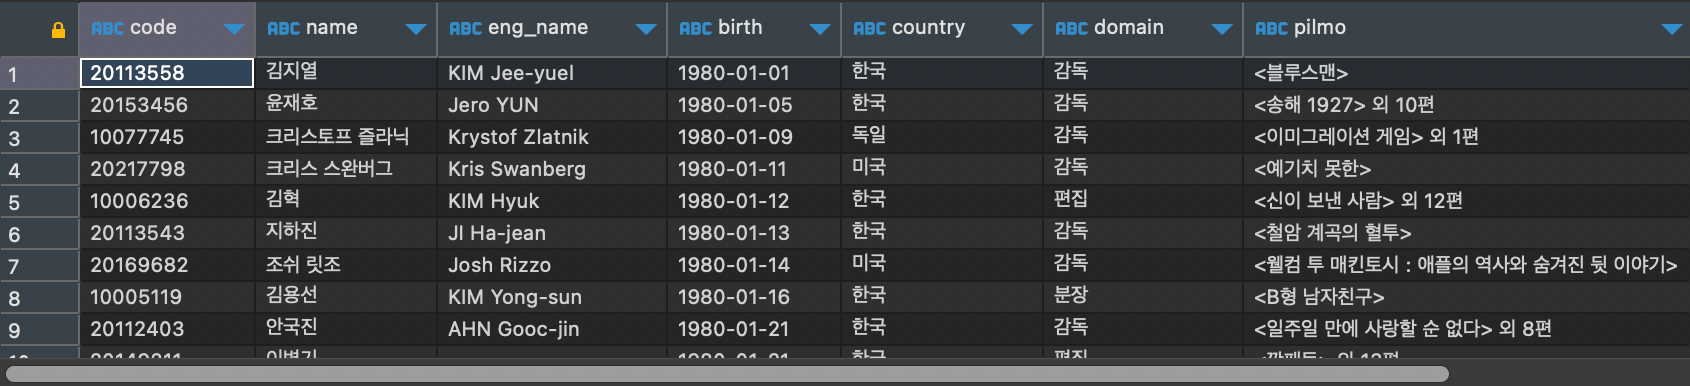 ABC code ABC name ABC eng_name ABC birth ABC country ABC domain ABC pilmo
1 20113558 김지열 KIM Jee-yuel 1980-01-01 한국 감독 <블루스맨>
2 20153456 윤재호 Jero YUN 1980-01-05 한국 감독 <송해 1927> 외 10편
3 10077745 크리스토프 즐라닉 Krystof Zlatnik 1980-01-09 독일 감독 <이미그레이션 게임> 외 1편
4 20217798 크리스 스완버그 Kris Swanberg 1980-01-11 미국 감독 <예기치 못한>
5 10006236 김혁 KIM Hyuk 1980-01-12 한국 편집 <신이 보낸 사람> 외 12편
6 20113543 지하진 JI Ha-jean 1980-01-13 한국 감독 <철암 계곡의 혈투>
7 20169682 조쉬 릿조 Josh Rizzo 1980-01-14 미국 감독 <웰컴 투 매킨토시 : 애플의 역사와 숨겨진 뒷 이야기>
8 10005119 김용선 KIM Yong-sun 1980-01-16 한국 분장 <B형 남자친구>
9 20112403 안국진 AHN Gooc-jin 1980-01-21 한국 감독 <일주일 만에 사랑할 순 없다> 외 8편
한국 편집